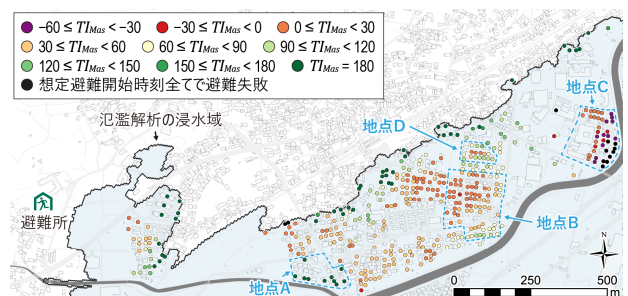 −60 ≤ TI_Mas < −30 −30 ≤ TI_Mas < 0 0 ≤ TI_Mas < 30
30 ≤ TI_Mas < 60 60 ≤ TI_Mas < 90 90 ≤ TI_Mas < 120
120 ≤ TI_Mas < 150 150 ≤ TI_Mas < 180 TI_Mas = 180
想定避難開始時刻全てで避難失敗
地点C
氾濫解析の浸水域
地点D
避難所
地点B
N
地点A
0 250 500
m